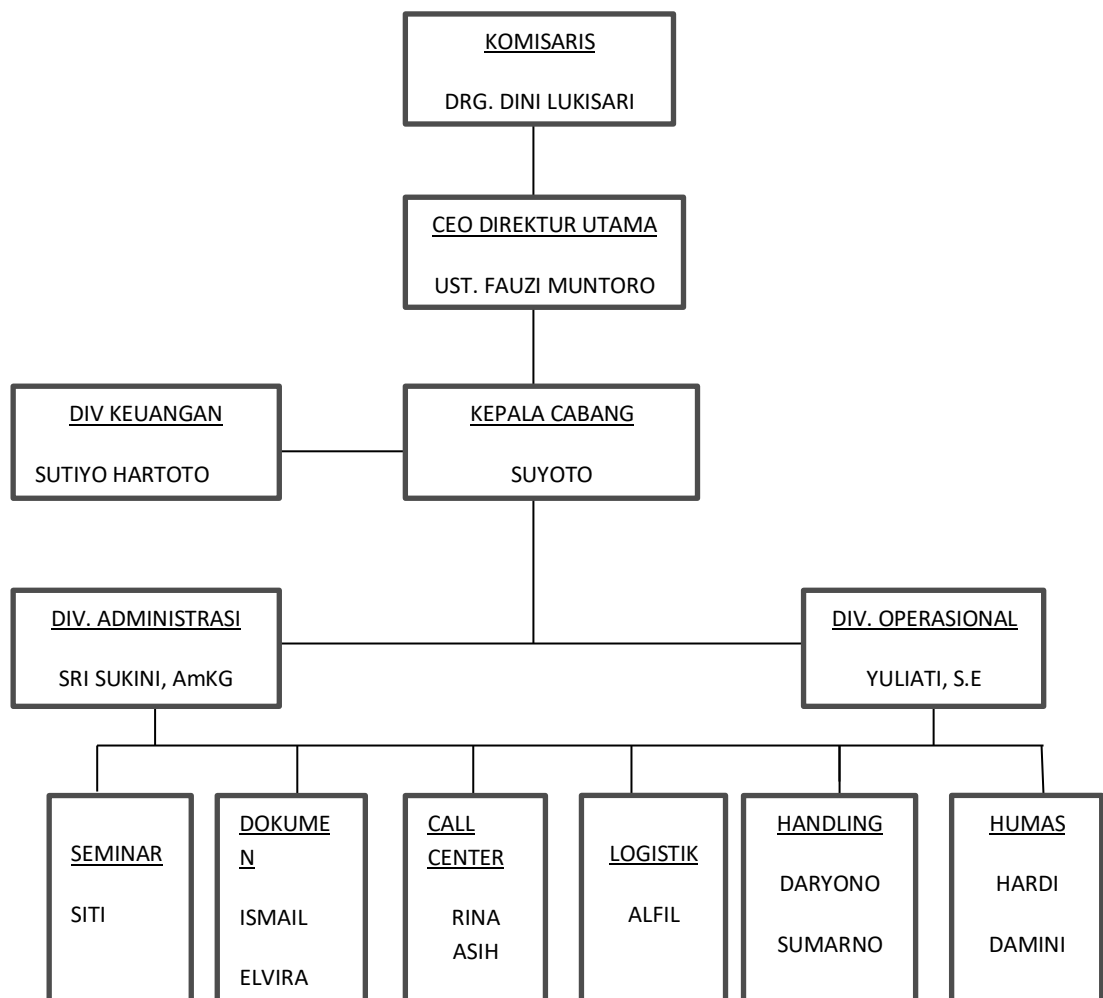 KOMISARIS
DRG. DINI LUKISARI
CEO DIREKTUR UTAMA
UST. FAUZI MUNTORO
DIV KEUANGAN
SUTIYO HARTOTO
KEPALA CABANG
SUYOTO
DIV. ADMINISTRASI
SRI SUKINI, AmKG
DIV. OPERASIONAL
YULIATI, S.E
SEMINAR
SITI
DOKUME
N
ISMAIL
ELVIRA
CALL
CENTER
RINA
ASIH
LOGISTIK
ALFIL
HANDLING
DARYONO
SUMARNO
HUMAS
HARDI
DAMINI